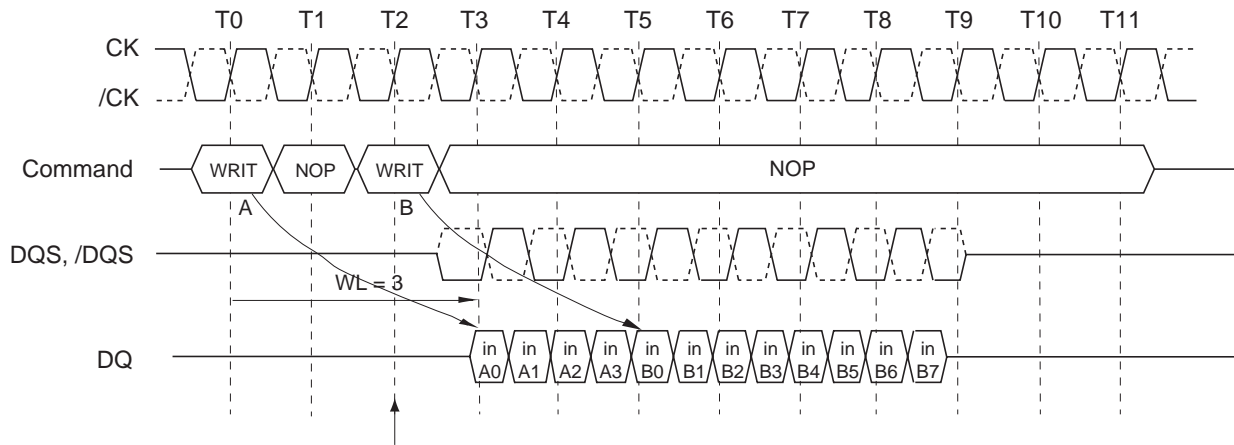 T0 T1 T2 T3 T4 T5 T6 T7 T8 T9 T10 T11
CK
/CK
Command WRIT NOP WRIT NOP
A B
DQS, /DQS
WL = 3
DQ in in in in in in in in in in in in
A0 A1 A2 A3 B0 B1 B2 B3 B4 B5 B6 B7